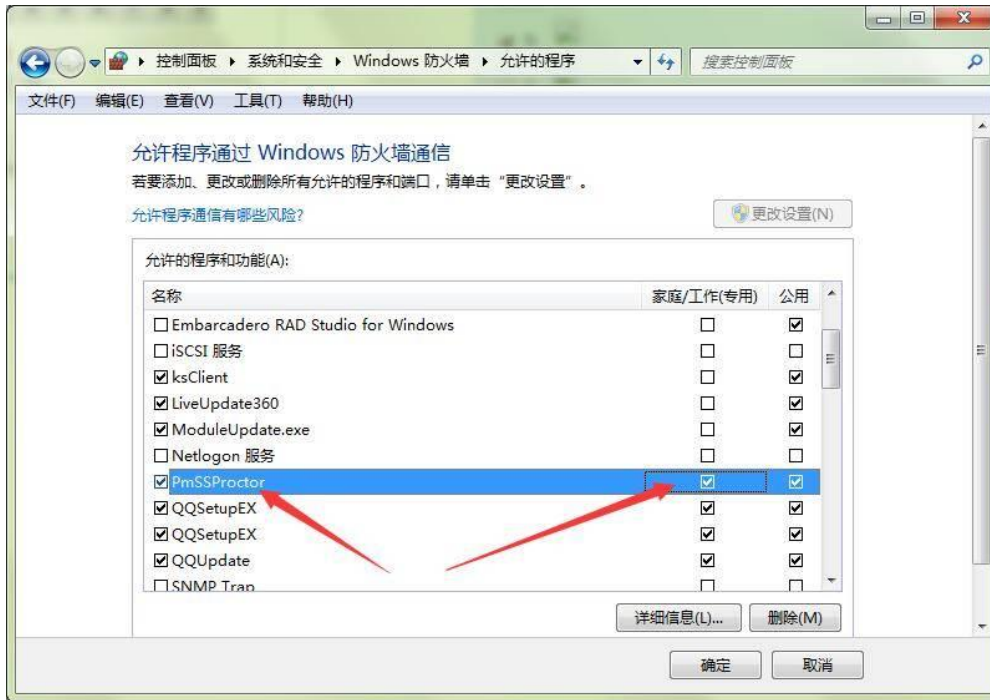 控制面板 ▸ 系统和安全 ▸ Windows 防火墙 ▸ 允许的程序
搜索控制面板
文件(F) 编辑(E) 查看(V) 工具(T) 帮助(H)
允许程序通过 Windows 防火墙通信
若要添加、更改或删除所有允许的程序和端口，请单击“更改设置”。
允许程序通信有哪些风险?
更改设置(N)
允许的程序和功能(A):
名称 家庭/工作(专用) 公用
Embarcadero RAD Studio for Windows
iSCSI 服务
ksClient
LiveUpdate360
ModuleUpdate.exe
Netlogon 服务
PmSSProctor
QQSetupEX
QQSetupEX
QQUpdate
SNMP Trap
详细信息(L)... 删除(M)
确定 取消